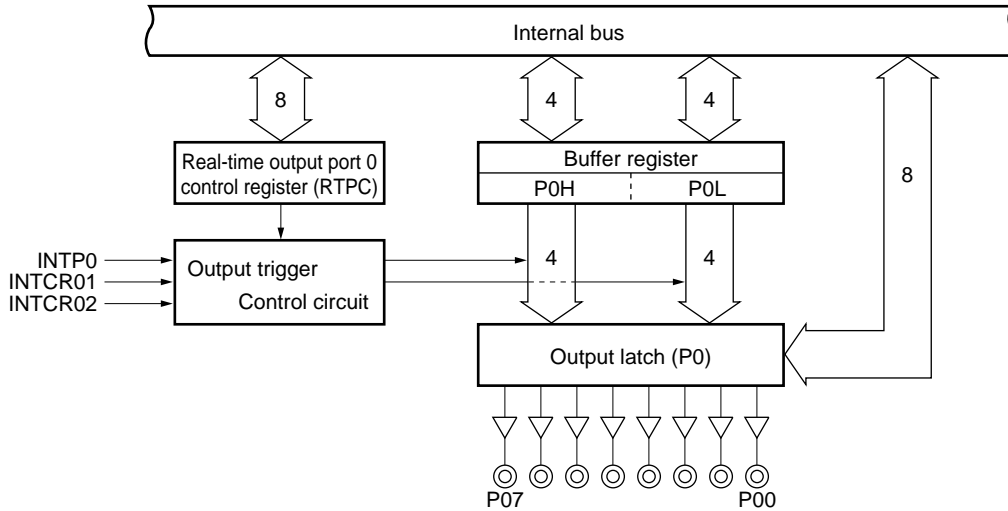 Internal bus
8
4
4
Real-time output port 0
control register (RTPC)
Buffer register
P0H
P0L
8
INTP0
INTCR01
INTCR02
Output trigger
Control circuit
4
4
Output latch (P0)
P07
P00